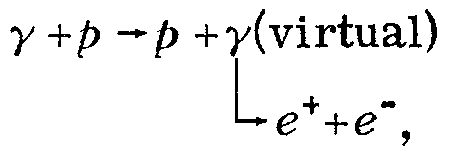 γ + p → p + γ(virtual)
↳ e⁺ + e⁻,